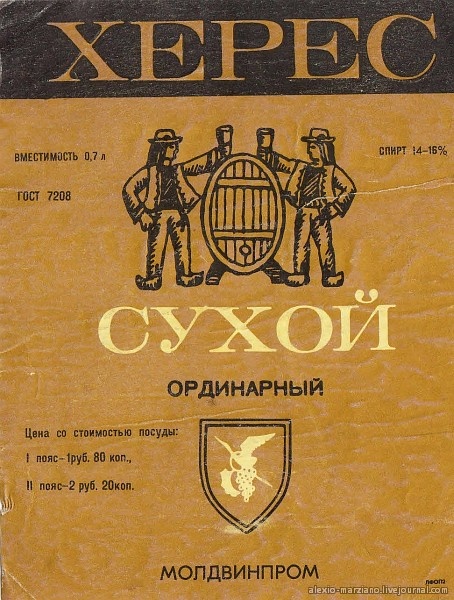 ХЕРЕС
ВМЕСТИМОСТЬ 0,7 л
СПИРТ 14-16%
ГОСТ 7208
СУХОЙ
ОРДИНАРНЫЙ
Цена со стоимостью посуды:
I пояс-1руб. 80 коп.,
II пояс-2 руб. 20коп.
МОЛДВИНПРОМ
alexio-marziano.livejournal.com